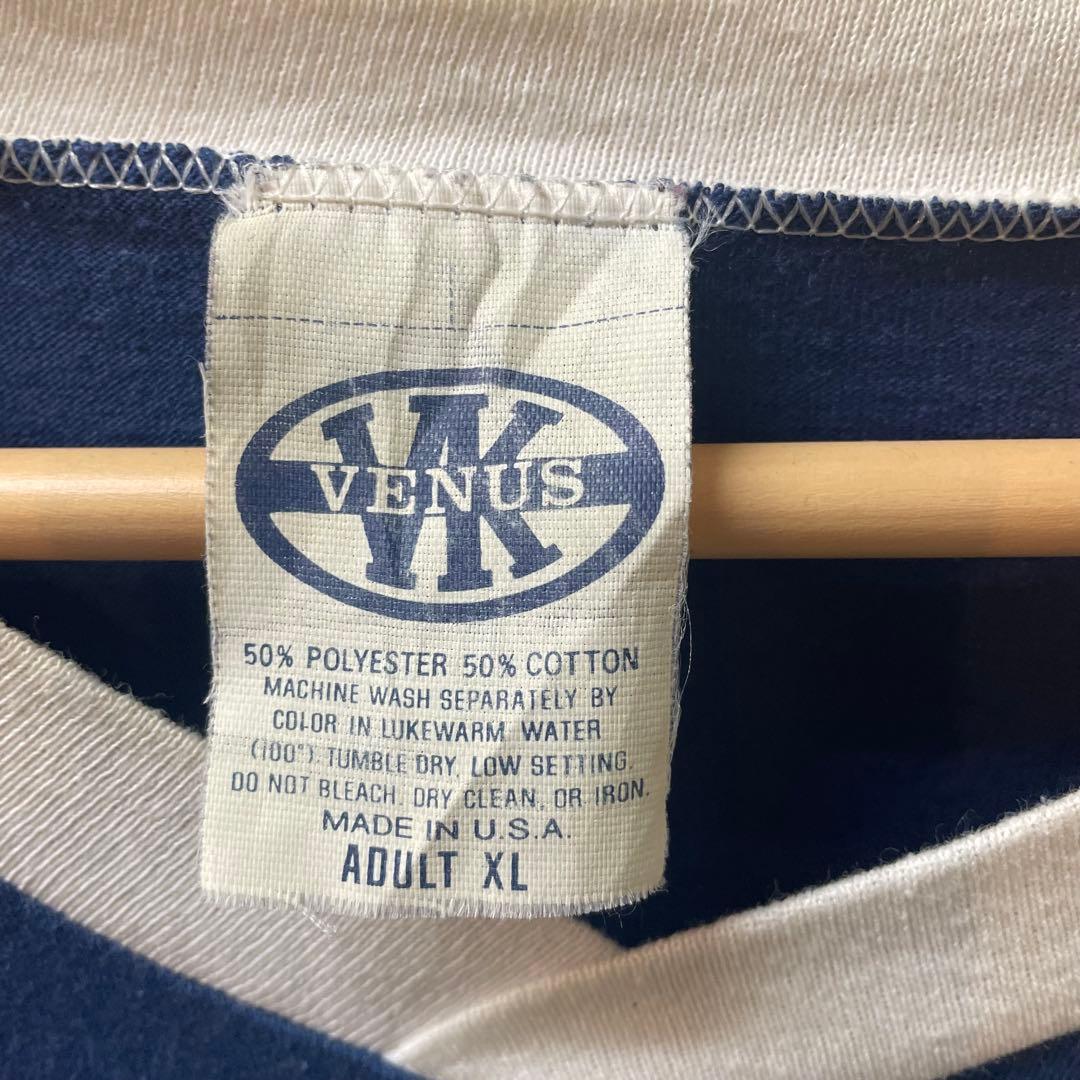 VK
VENUS
50% POLYESTER 50% COTTON
MACHINE WASH SEPARATELY BY
COLOR IN LUKEWARM WATER
(100°). TUMBLE DRY, LOW SETTING.
DO NOT BLEACH, DRY CLEAN, OR IRON.
MADE IN U.S.A.
ADULT XL